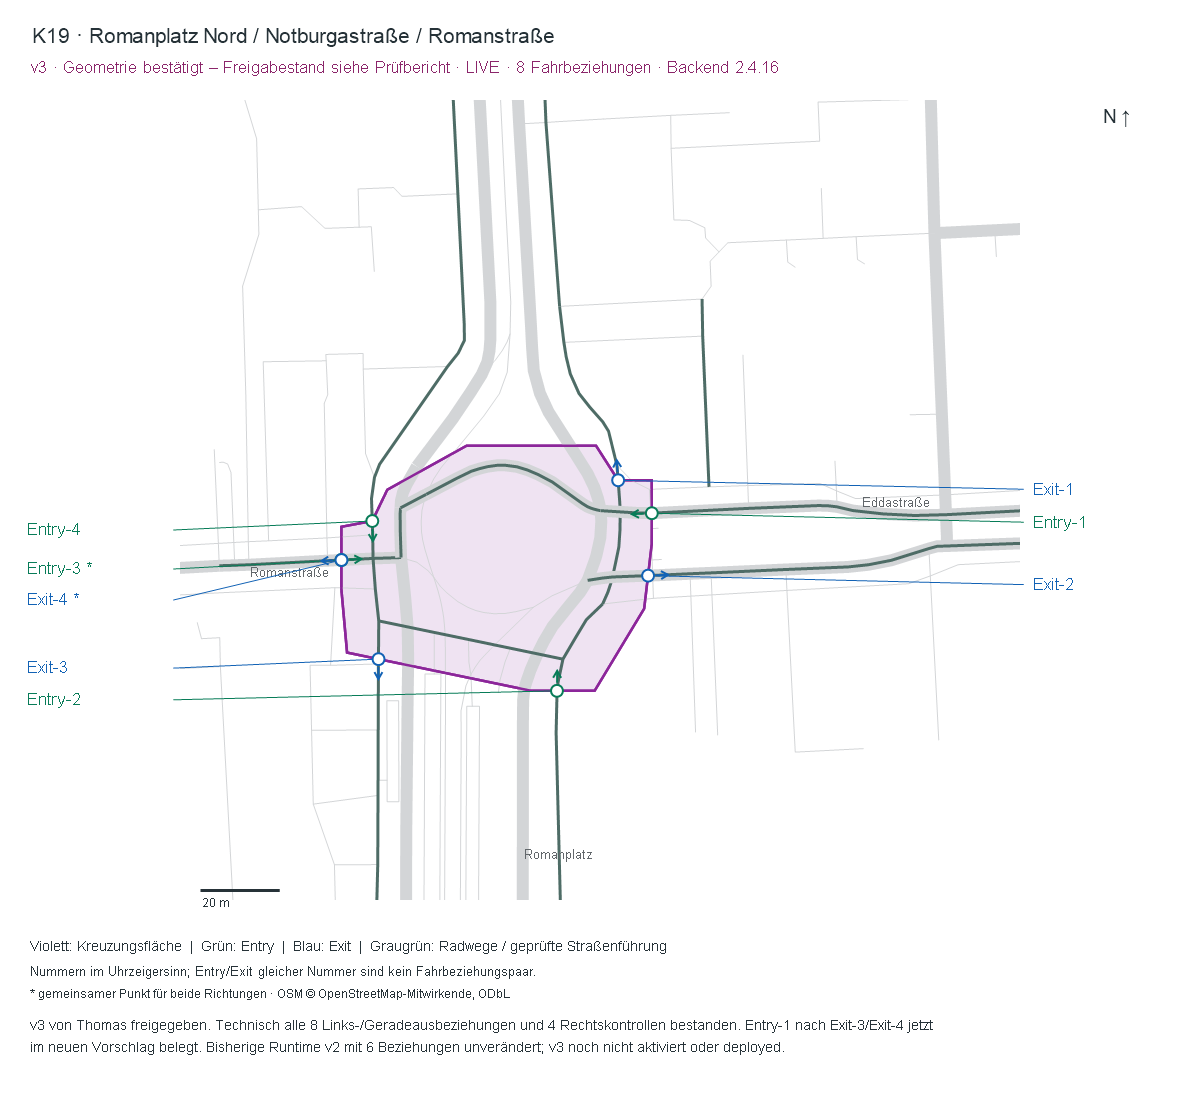 K19 · Romanplatz Nord / Notburgastraße / Romanstraße
v3 · Geometrie bestätigt – Freigabestand siehe Prüfbericht · LIVE · 8 Fahrbeziehungen · Backend 2.4.16
N ↑
Exit-1
Eddastraße
Entry-1
Entry-4
Entry-3 *
Romanstraße
Exit-2
Exit-4 *
Exit-3
Entry-2
Romanplatz
20 m
Violett: Kreuzungsfläche | Grün: Entry | Blau: Exit | Graugrün: Radwege / geprüfte Straßenführung
Nummern im Uhrzeigersinn; Entry/Exit gleicher Nummer sind kein Fahrbeziehungspaar.
* gemeinsamer Punkt für beide Richtungen · OSM © OpenStreetMap-Mitwirkende, ODbL
v3 von Thomas freigegeben. Technisch alle 8 Links-/Geradeausbeziehungen und 4 Rechtskontrollen bestanden. Entry-1 nach Exit-3/Exit-4 jetzt
im neuen Vorschlag belegt. Bisherige Runtime v2 mit 6 Beziehungen unverändert; v3 noch nicht aktiviert oder deployed.